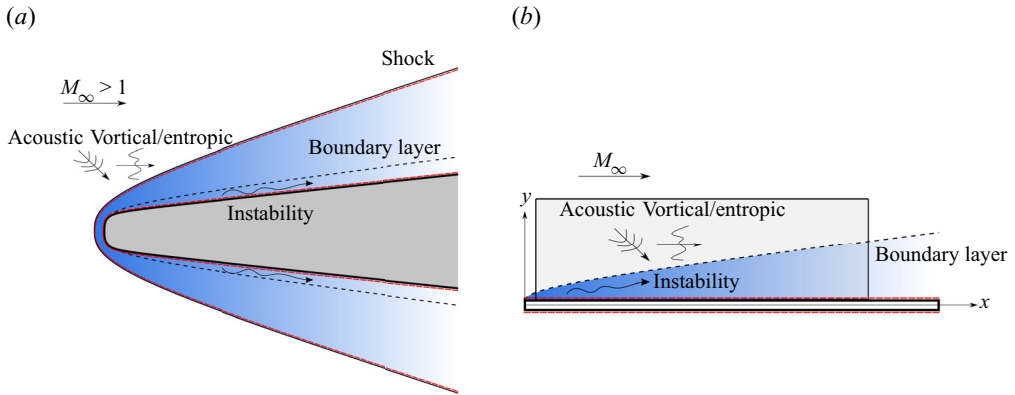 (a)
Shock
M∞ > 1
Acoustic Vortical/entropic
Boundary layer
Instability
(b)
M∞
y
Acoustic Vortical/entropic
Boundary layer
Instability
x